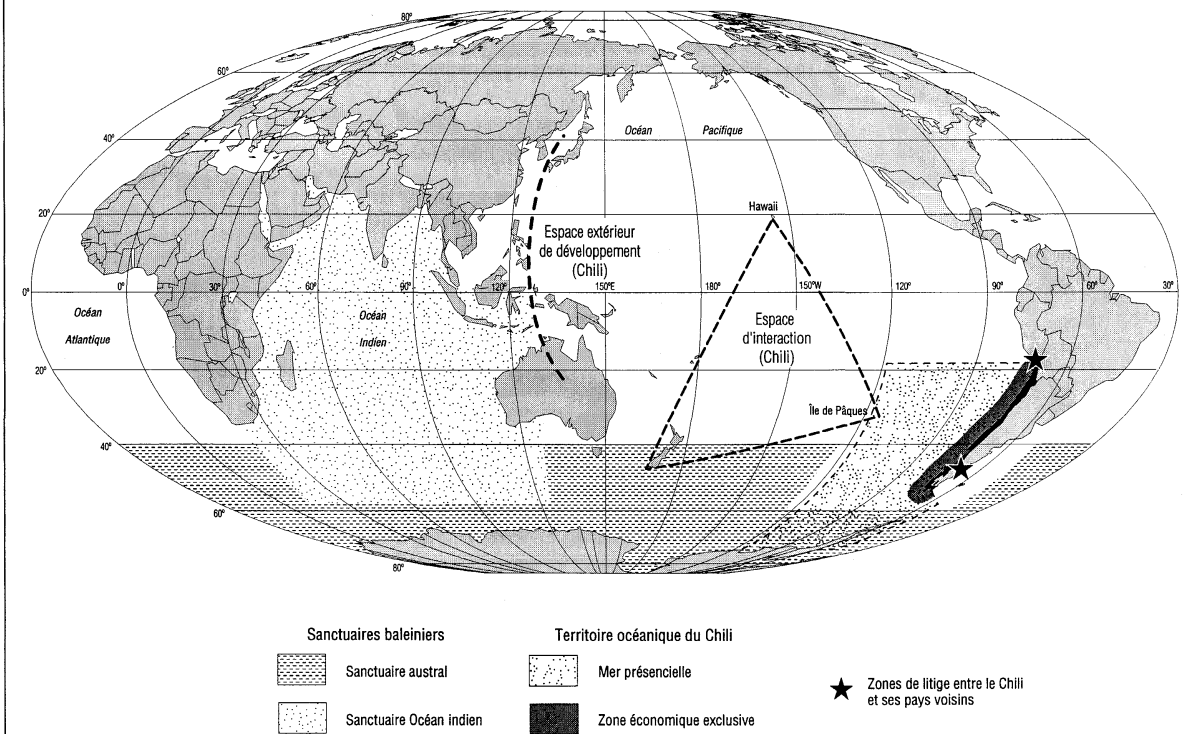 80°
60°
40°
20°
0°
20°
40°
60°
80°
Océan
Pacifique
Hawaii
Espace extérieur
de développement
(Chili)
0°
30°
60°
90°
120°
150°E
180°
150°W
120°
90°
60°
30°
Océan
Atlantique
Océan
Indien
Espace
d'interaction
(Chili)
Île de Pâques
Sanctuaires baleiniers
Sanctuaire austral
Sanctuaire Océan indien
Territoire océanique du Chili
Mer présencielle
Zone économique exclusive
Zones de litige entre le Chili
et ses pays voisins